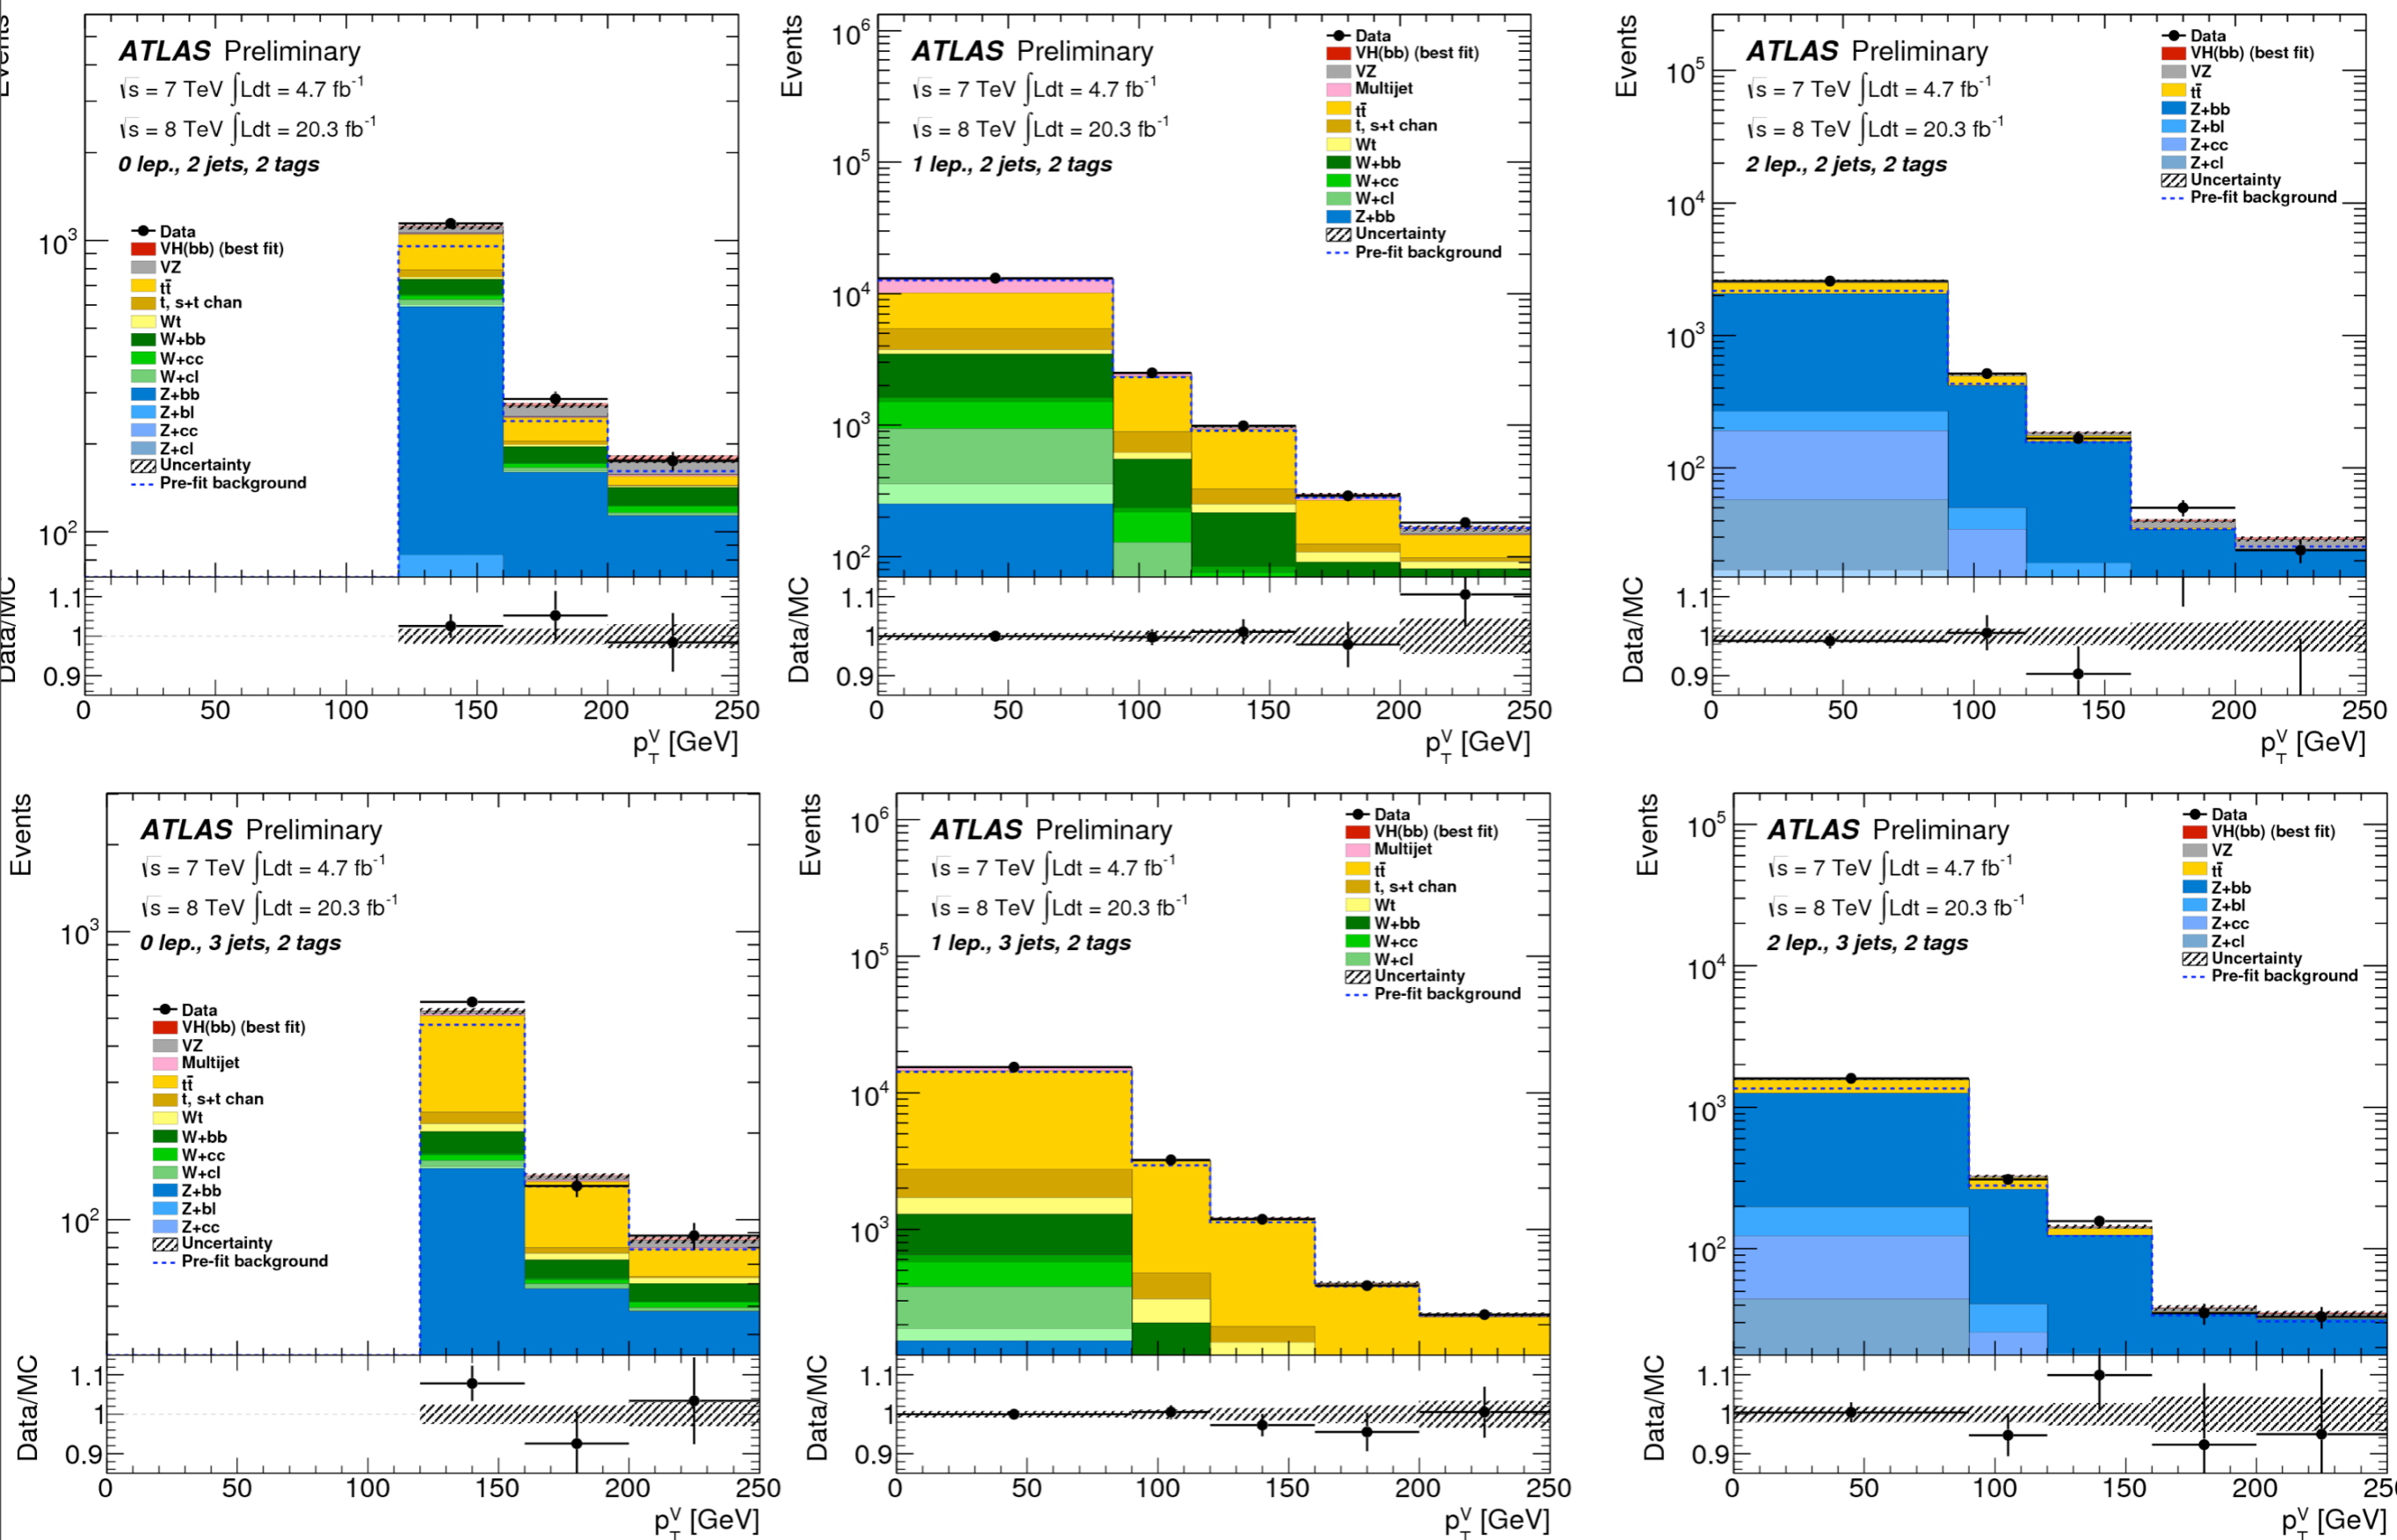 Events
ATLAS Preliminary
√s = 7 TeV ∫Ldt = 4.7 fb⁻¹
√s = 8 TeV ∫Ldt = 20.3 fb⁻¹
0 lep., 2 jets, 2 tags
Data
VH(bb) (best fit)
VZ
tt̄
t, s+t chan
Wt
W+bb
W+cc
W+cl
Z+bb
Z+bl
Z+cc
Z+cl
Uncertainty
Pre-fit background
10³
10²
Data/MC
1.1
1
0.9
0 50 100 150 200 250
p_T^V [GeV]
Events
ATLAS Preliminary
√s = 7 TeV ∫Ldt = 4.7 fb⁻¹
√s = 8 TeV ∫Ldt = 20.3 fb⁻¹
1 lep., 2 jets, 2 tags
Data
VH(bb) (best fit)
VZ
Multijet
tt̄
t, s+t chan
Wt
W+bb
W+cc
W+cl
Z+bb
Uncertainty
Pre-fit background
10⁶
10⁵
10⁴
10³
10²
Data/MC
1.1
1
0.9
0 50 100 150 200 250
p_T^V [GeV]
Events
ATLAS Preliminary
√s = 7 TeV ∫Ldt = 4.7 fb⁻¹
√s = 8 TeV ∫Ldt = 20.3 fb⁻¹
2 lep., 2 jets, 2 tags
Data
VH(bb) (best fit)
VZ
tt̄
Z+bb
Z+bl
Z+cc
Z+cl
Uncertainty
Pre-fit background
10⁵
10⁴
10³
10²
Data/MC
1.1
1
0.9
0 50 100 150 200 250
p_T^V [GeV]
Events
ATLAS Preliminary
√s = 7 TeV ∫Ldt = 4.7 fb⁻¹
√s = 8 TeV ∫Ldt = 20.3 fb⁻¹
0 lep., 3 jets, 2 tags
Data
VH(bb) (best fit)
VZ
Multijet
tt̄
t, s+t chan
Wt
W+bb
W+cc
W+cl
Z+bb
Z+bl
Z+cc
Uncertainty
Pre-fit background
10³
10²
Data/MC
1.1
1
0.9
0 50 100 150 200 250
p_T^V [GeV]
Events
ATLAS Preliminary
√s = 7 TeV ∫Ldt = 4.7 fb⁻¹
√s = 8 TeV ∫Ldt = 20.3 fb⁻¹
1 lep., 3 jets, 2 tags
Data
VH(bb) (best fit)
Multijet
tt̄
t, s+t chan
Wt
W+bb
W+cc
W+cl
Uncertainty
Pre-fit background
10⁶
10⁵
10⁴
10³
Data/MC
1.1
1
0.9
0 50 100 150 200 250
p_T^V [GeV]
Events
ATLAS Preliminary
√s = 7 TeV ∫Ldt = 4.7 fb⁻¹
√s = 8 TeV ∫Ldt = 20.3 fb⁻¹
2 lep., 3 jets, 2 tags
Data
VH(bb) (best fit)
VZ
tt̄
Z+bb
Z+bl
Z+cc
Z+cl
Uncertainty
Pre-fit background
10⁵
10⁴
10³
10²
Data/MC
1.1
1
0.9
0 50 100 150 200 250
p_T^V [GeV]